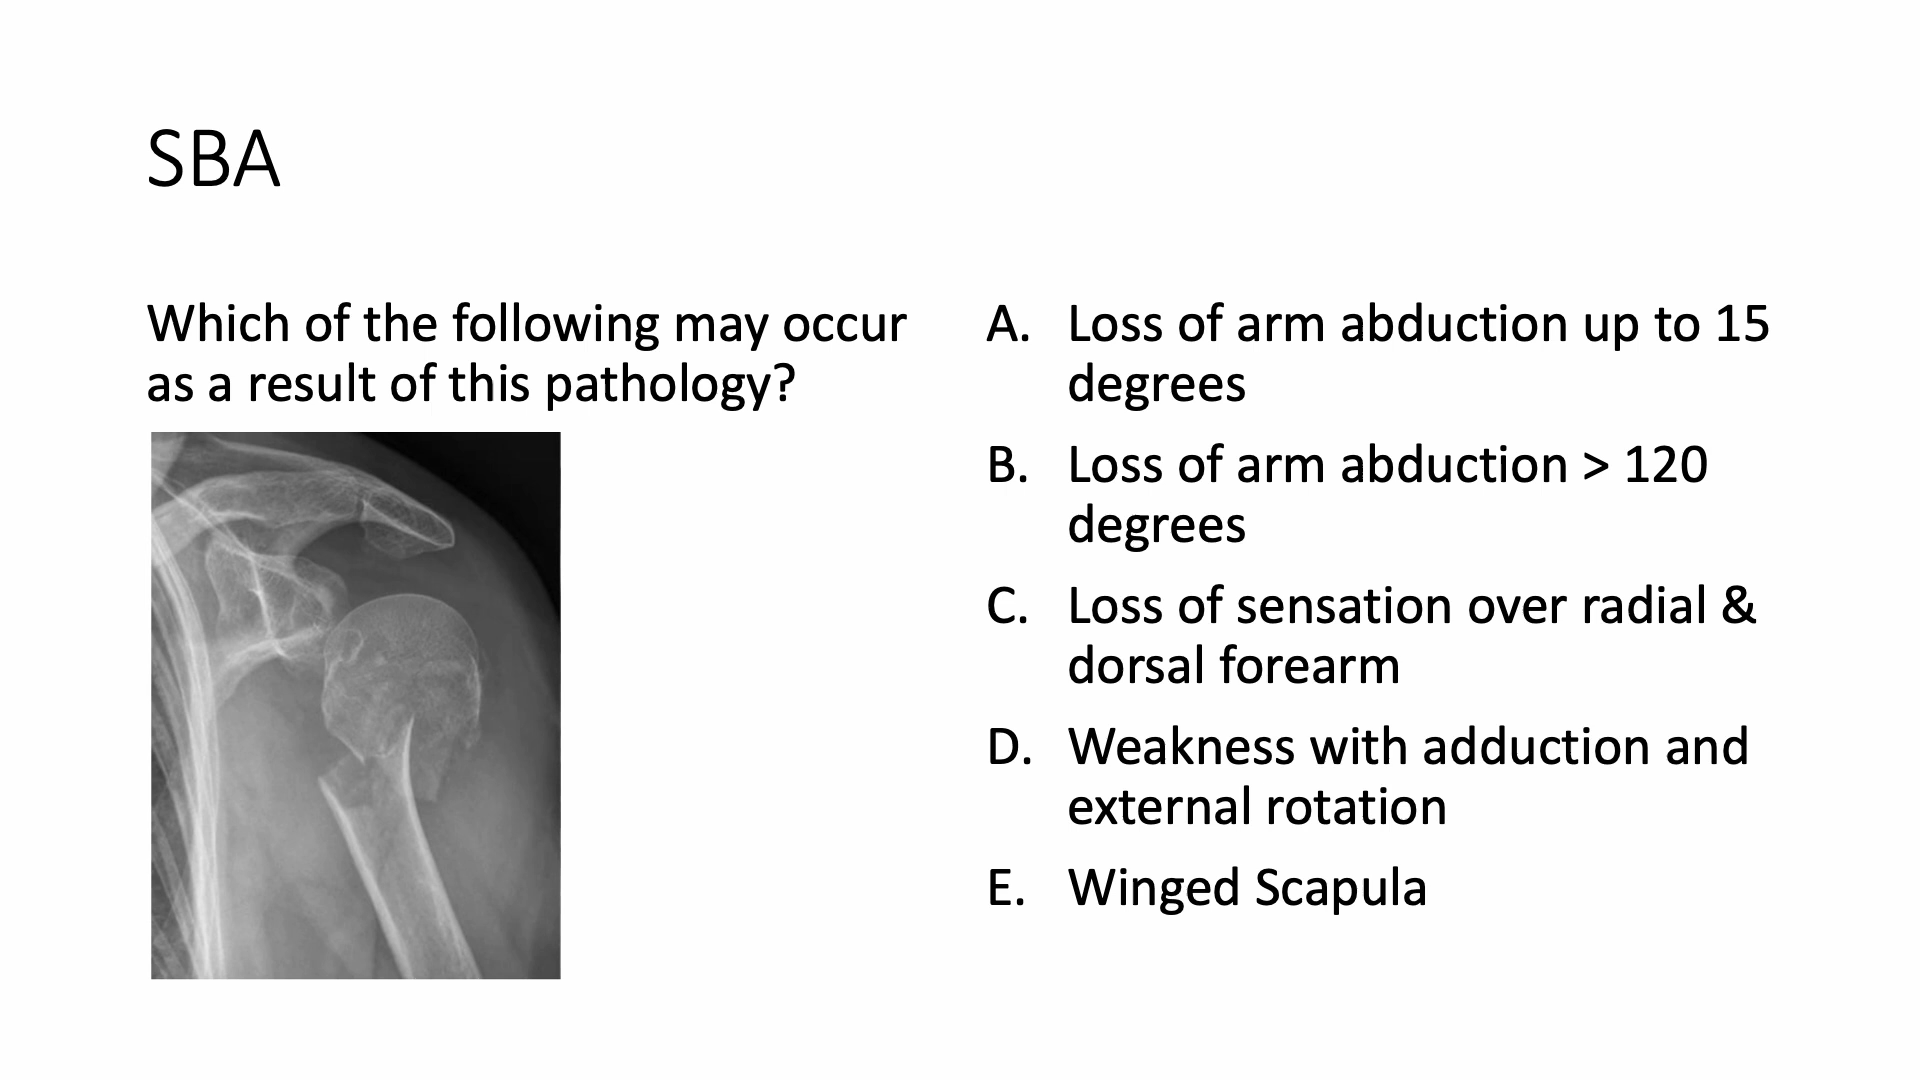 SBA
Which of the following may occur
as a result of this pathology?
A. Loss of arm abduction up to 15
degrees
B. Loss of arm abduction > 120
degrees
C. Loss of sensation over radial &
dorsal forearm
D. Weakness with adduction and
external rotation
E. Winged Scapula